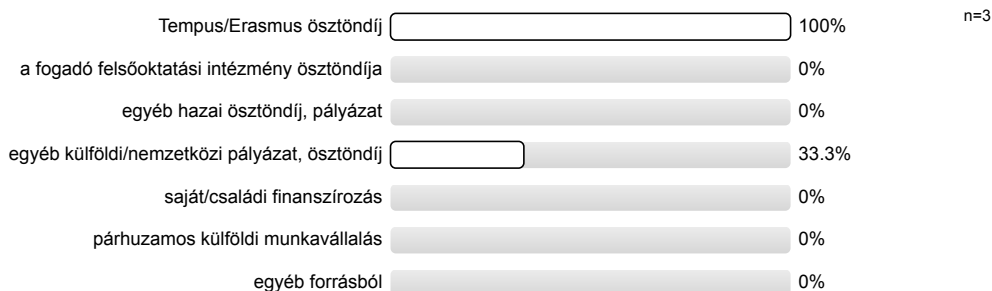 Tempus/Erasmus ösztöndíj 100% n=3
a fogadó felsőoktatási intézmény ösztöndíja 0%
egyéb hazai ösztöndíj, pályázat 0%
egyéb külföldi/nemzetközi pályázat, ösztöndíj 33.3%
saját/családi finanszírozás 0%
párhuzamos külföldi munkavállalás 0%
egyéb forrásból 0%